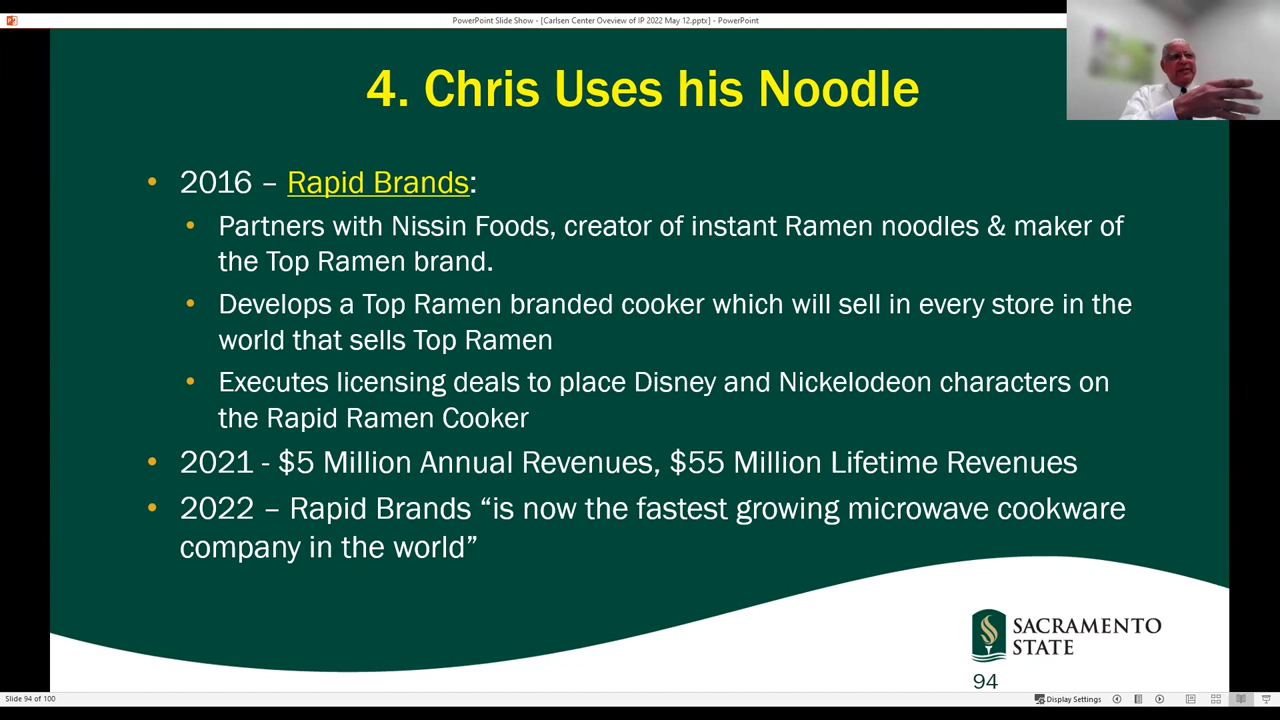 PowerPoint Slide Show - [Carlsen Center Oveview of IP 2022 May 12.pptx] - PowerPoint
4. Chris Uses his Noodle
• 2016 – Rapid Brands:
• Partners with Nissin Foods, creator of instant Ramen noodles & maker of
the Top Ramen brand.
• Develops a Top Ramen branded cooker which will sell in every store in the
world that sells Top Ramen
• Executes licensing deals to place Disney and Nickelodeon characters on
the Rapid Ramen Cooker
• 2021 - $5 Million Annual Revenues, $55 Million Lifetime Revenues
• 2022 – Rapid Brands “is now the fastest growing microwave cookware
company in the world”
SACRAMENTO
STATE
94
Slide 94 of 100
Display Settings